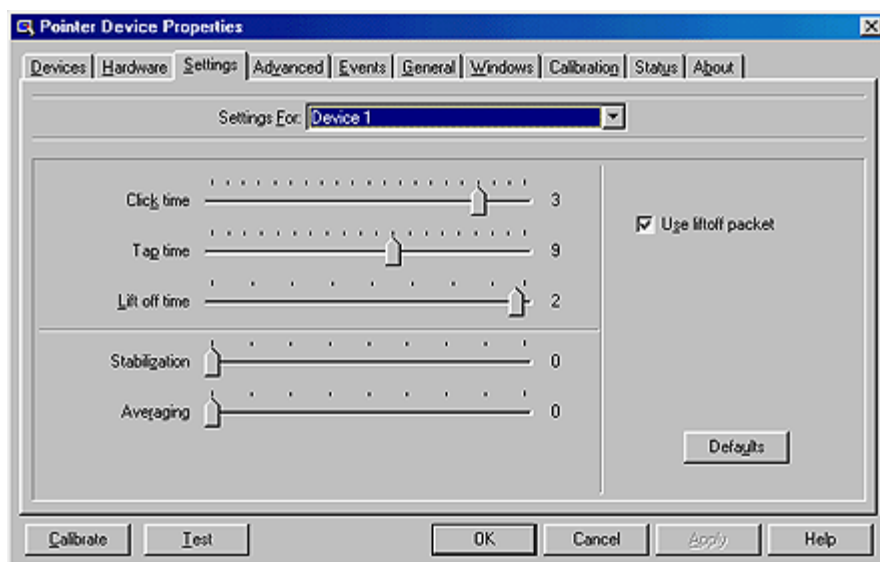 Pointer Device Properties
Devices Hardware Settings Advanced Events General Windows Calibration Status About
Settings For: Device 1
Click time 3
Use liftoff packet
Tap time 9
Lift off time 2
Stabilization 0
Averaging 0
Defaults
Calibrate Test OK Cancel Apply Help